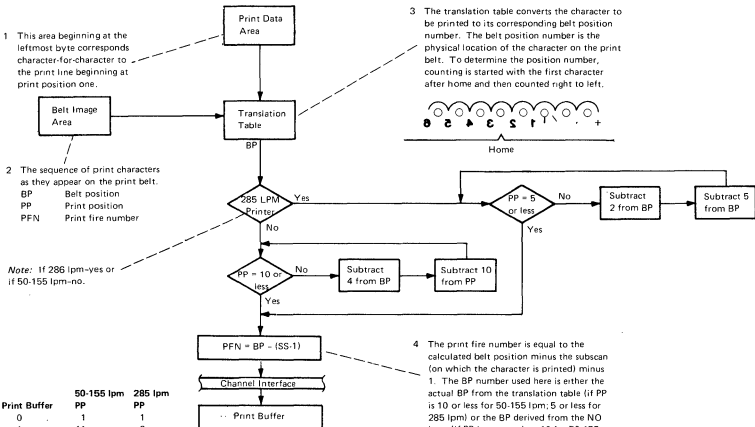 1 This area beginning at the
leftmost byte corresponds
character-for-character to
the print line beginning at
print position one.
Print Data
Area
Belt Image
Area
Translation
Table
BP
2 The sequence of print characters
as they appear on the print belt.
BP Belt position
PP Print position
PFN Print fire number
3 The translation table converts the character to
be printed to its corresponding belt position
number. The belt position number is the
physical location of the character on the print
belt. To determine the position number,
counting is started with the first character
after home and then counted right to left.
6 5 4 3 2 1 \ . · +
Home
285 LPM
Printer
Yes
No
Note: If 286 lpm–yes or
if 50-155 lpm–no.
PP = 5
or less
No
Yes
Subtract
2 from BP
Subtract 5
from BP
PP = 10 or
less
No
Yes
Subtract
4 from BP
Subtract 10
from PP
PFN = BP – (SS-1)
Channel Interface
Print Buffer
4 The print fire number is equal to the
calculated belt position minus the subscan
(on which the character is printed) minus
1. The BP number used here is either the
actual BP from the translation table (if PP
is 10 or less for 50-155 lpm; 5 or less for
285 lpm) or the BP derived from the NO
50-155 lpm 285 lpm
Print Buffer PP PP
0 1 1